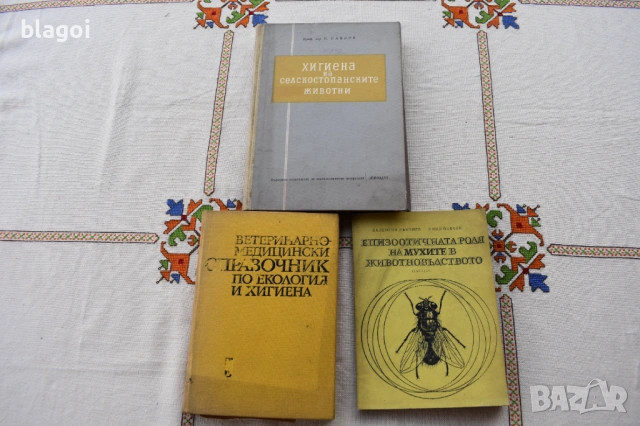 blagoi
ХИГИЕНА
НА
СЕЛСКОСТОПАНСКИТЕ
ЖИВОТНИ
ВЕТЕРИНАРНО-
МЕДИЦИНСКИ
СПРАВОЧНИК
ПО ЕКОЛОГИЯ
И ХИГИЕНА
ЕПИЗООТИЧНАТА РОЛЯ
НА МУХИТЕ В
ЖИВОТНОВЪДСТВОТО
BAZAR